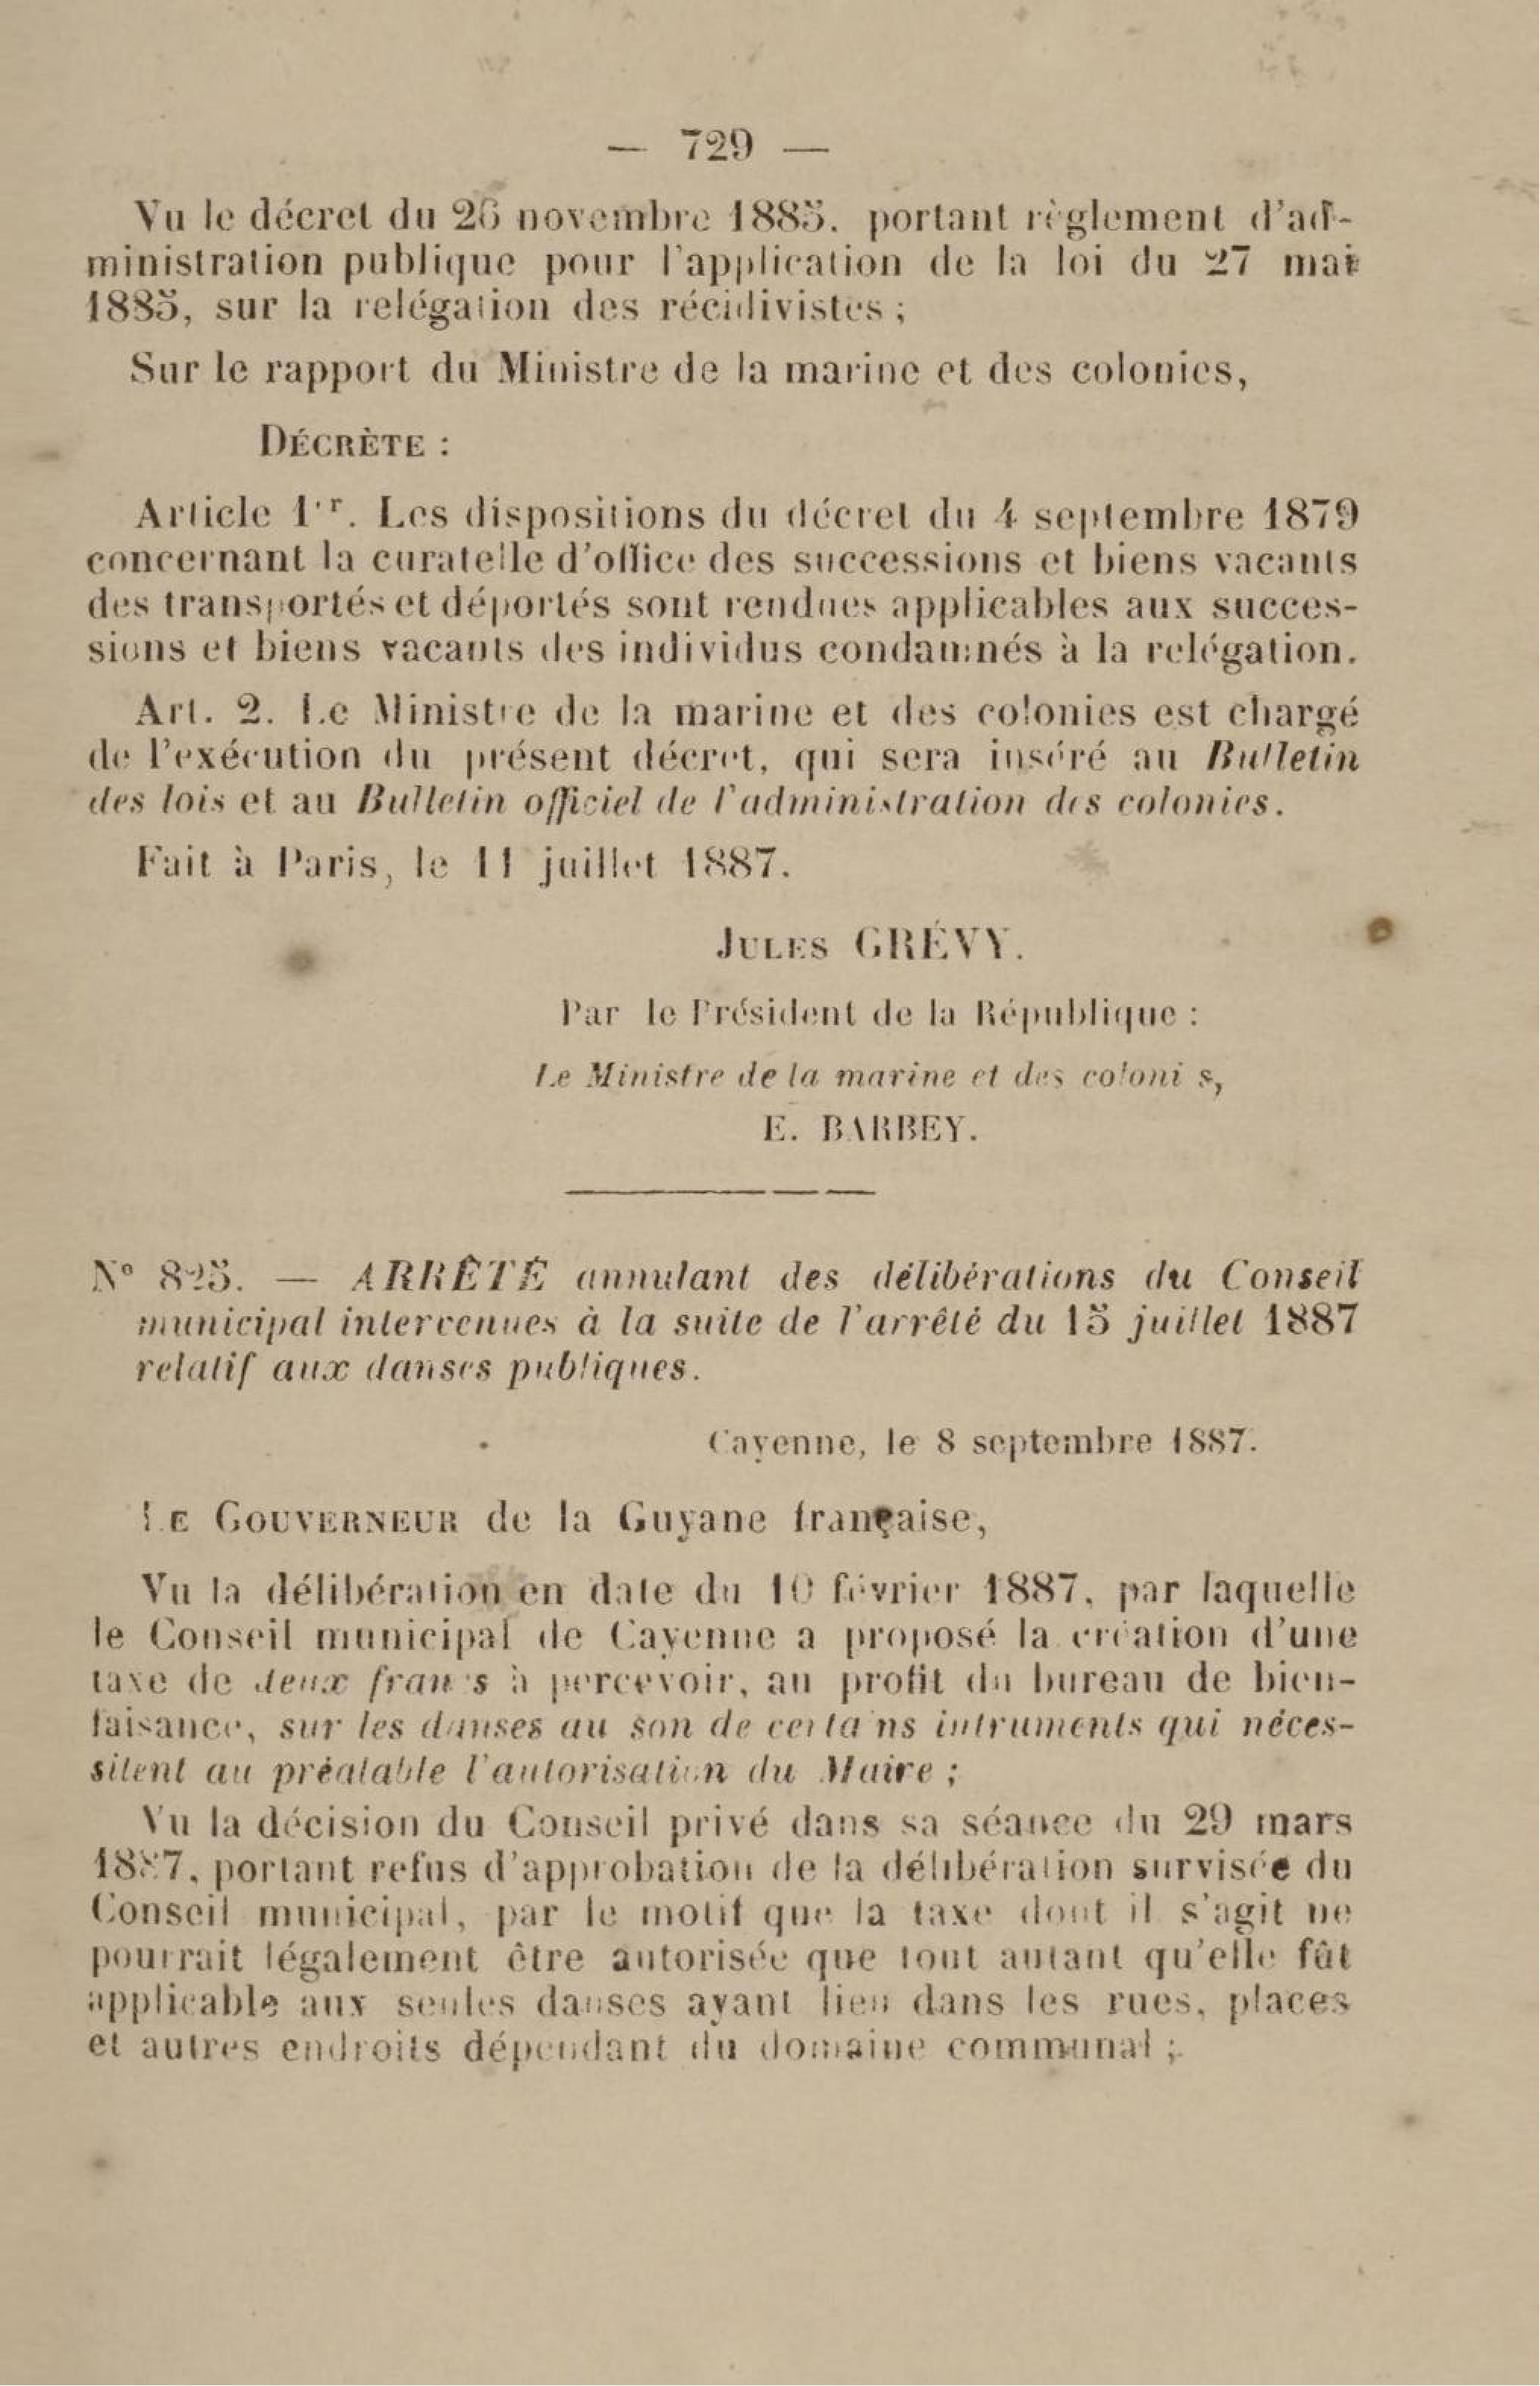 — 729 —
Vu le décret du 26 novembre 1885, portant règlement d'ad-
ministration publique pour l'application de la loi du 27 mai
1885, sur la relégation des récidivistes ;
Sur le rapport du Ministre de la marine et des colonies,
DÉCRÈTE :
Article 1er. Les dispositions du décret du 4 septembre 1879
concernant la curatelle d'office des successions et biens vacants
des transportés et déportés sont rendues applicables aux succes-
sions et biens vacants des individus condamnés à la relégation.
Art. 2. Le Ministre de la marine et des colonies est chargé
de l'exécution du présent décret, qui sera inséré au Bulletin
des lois et au Bulletin officiel de l'administration des colonies.
Fait à Paris, le 11 juillet 1887.
JULES GRÉVY.
Par le Président de la République :
Le Ministre de la marine et des coloni s,
E. BARBEY.
N° 825. — ARRÊTÉ annulant des délibérations du Conseil
municipal intervenues à la suite de l'arrêté du 15 juillet 1887
relatif aux danses publiques.
Cayenne, le 8 septembre 1887.
LE GOUVERNEUR de la Guyane française,
Vu la délibération en date du 10 février 1887, par laquelle
le Conseil municipal de Cayenne a proposé la création d'une
taxe de deux francs à percevoir, au profit du bureau de bien-
faisance, sur les danses au son de certains intruments qui néces-
sitent au préalable l'autorisation du Maire ;
Vu la décision du Conseil privé dans sa séance du 29 mars
1887, portant refus d'approbation de la délibération survisée du
Conseil municipal, par le motif que la taxe dont il s'agit ne
pourrait légalement être autorisée que tout autant qu'elle fût
applicable aux seules danses ayant lieu dans les rues, places
et autres endroits dépendant du domaine communal ;